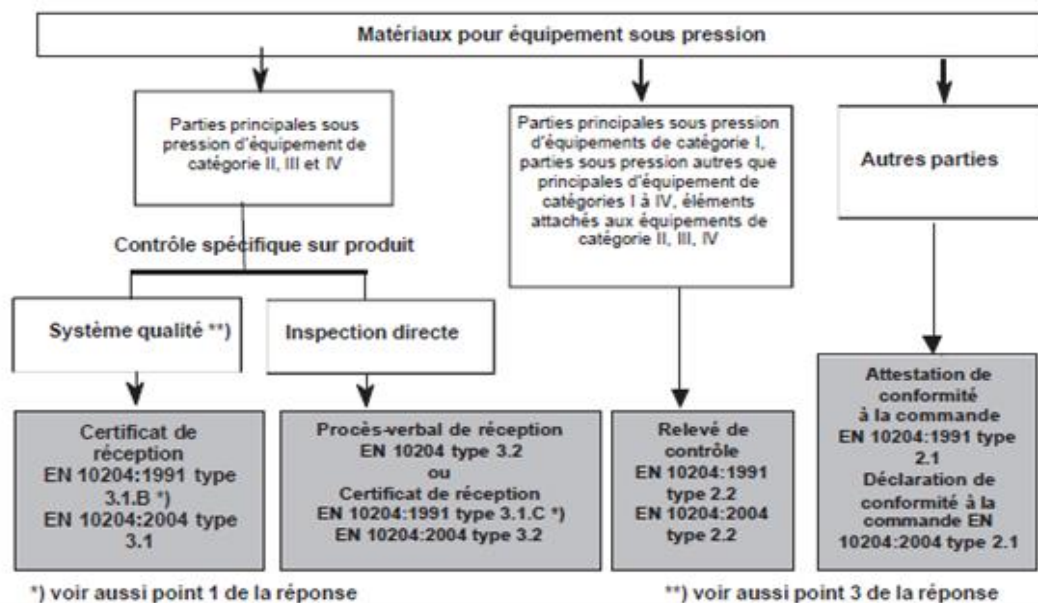 Matériaux pour équipement sous pression
Parties principales sous
pression d'équipement de
catégorie II, III et IV
Parties principales sous pression
d'équipements de catégorie I,
parties sous pression autres que
principales d'équipement de
catégories I à IV, éléments
attachés aux équipements de
catégorie II, III, IV
Autres parties
Contrôle spécifique sur produit
Système qualité **)
Inspection directe
Certificat de
réception
EN 10204:1991 type
3.1.B *)
EN 10204:2004 type
3.1
Procès-verbal de réception
EN 10204 type 3.2
ou
Certificat de réception
EN 10204:1991 type 3.1.C *)
EN 10204:2004 type 3.2
Relevé de
contrôle
EN 10204:1991
type 2.2
EN 10204:2004
type 2.2
Attestation de
conformité
à la commande
EN 10204:1991 type
2.1
Déclaration de
conformité à la
commande EN
10204:2004 type 2.1
*) voir aussi point 1 de la réponse
**) voir aussi point 3 de la réponse